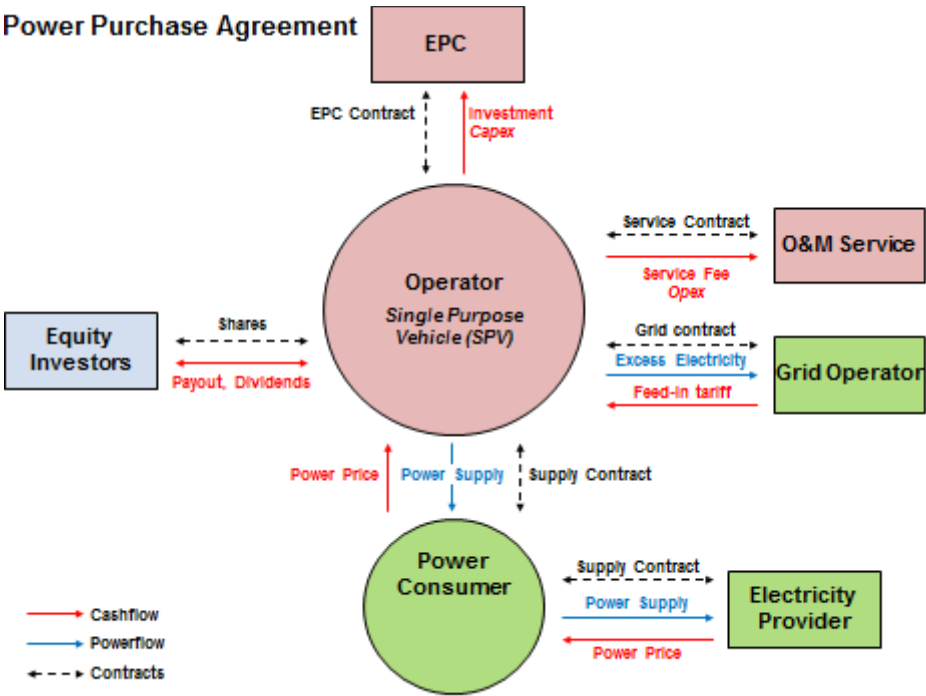 Power Purchase Agreement
EPC
EPC Contract
Investment
Capex
Operator
Single Purpose
Vehicle (SPV)
Service Contract
Service Fee
Opex
O&M Service
Shares
Payout, Dividends
Equity
Investors
Grid contract
Excess Electricity
Feed-in tariff
Grid Operator
Power Price
Power Supply
Supply Contract
Power
Consumer
Supply Contract
Power Supply
Power Price
Electricity
Provider
Cashflow
Powerflow
Contracts